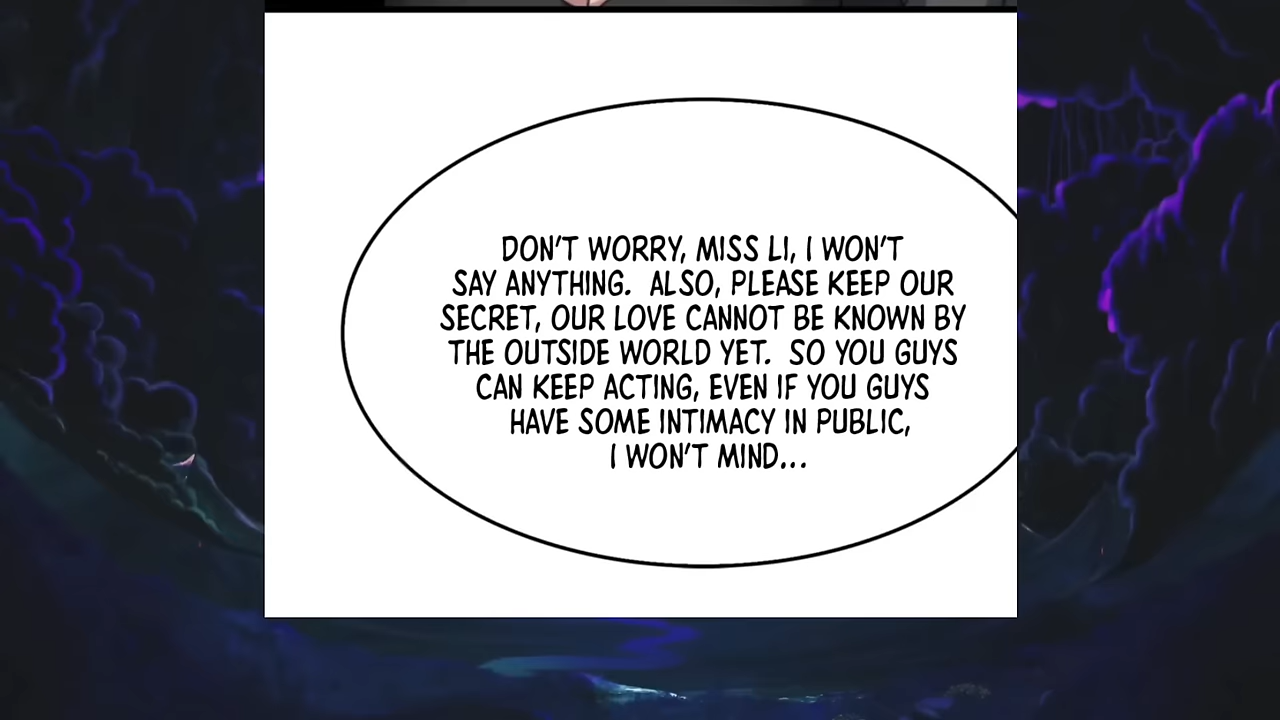 DON'T WORRY, MISS LI, I WON'T
SAY ANYTHING. ALSO, PLEASE KEEP OUR
SECRET, OUR LOVE CANNOT BE KNOWN BY
THE OUTSIDE WORLD YET. SO YOU GUYS
CAN KEEP ACTING, EVEN IF YOU GUYS
HAVE SOME INTIMACY IN PUBLIC,
I WON'T MIND...